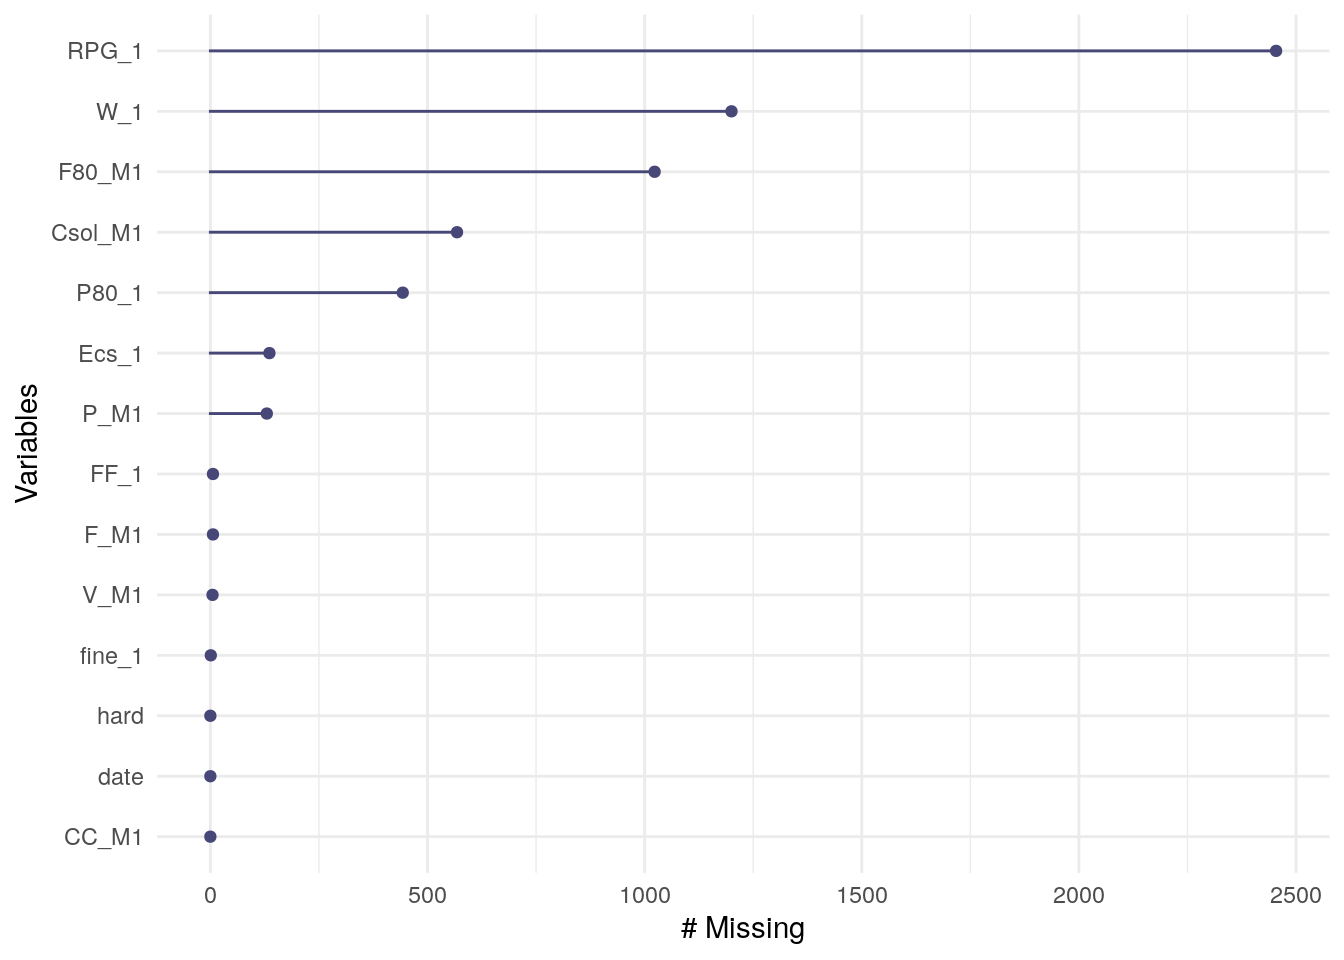 RPG_1
W_1
F80_M1
Csol_M1
P80_1
Ecs_1
P_M1
FF_1
F_M1
V_M1
fine_1
hard
date
CC_M1
Variables
0 500 1000 1500 2000 2500
# Missing